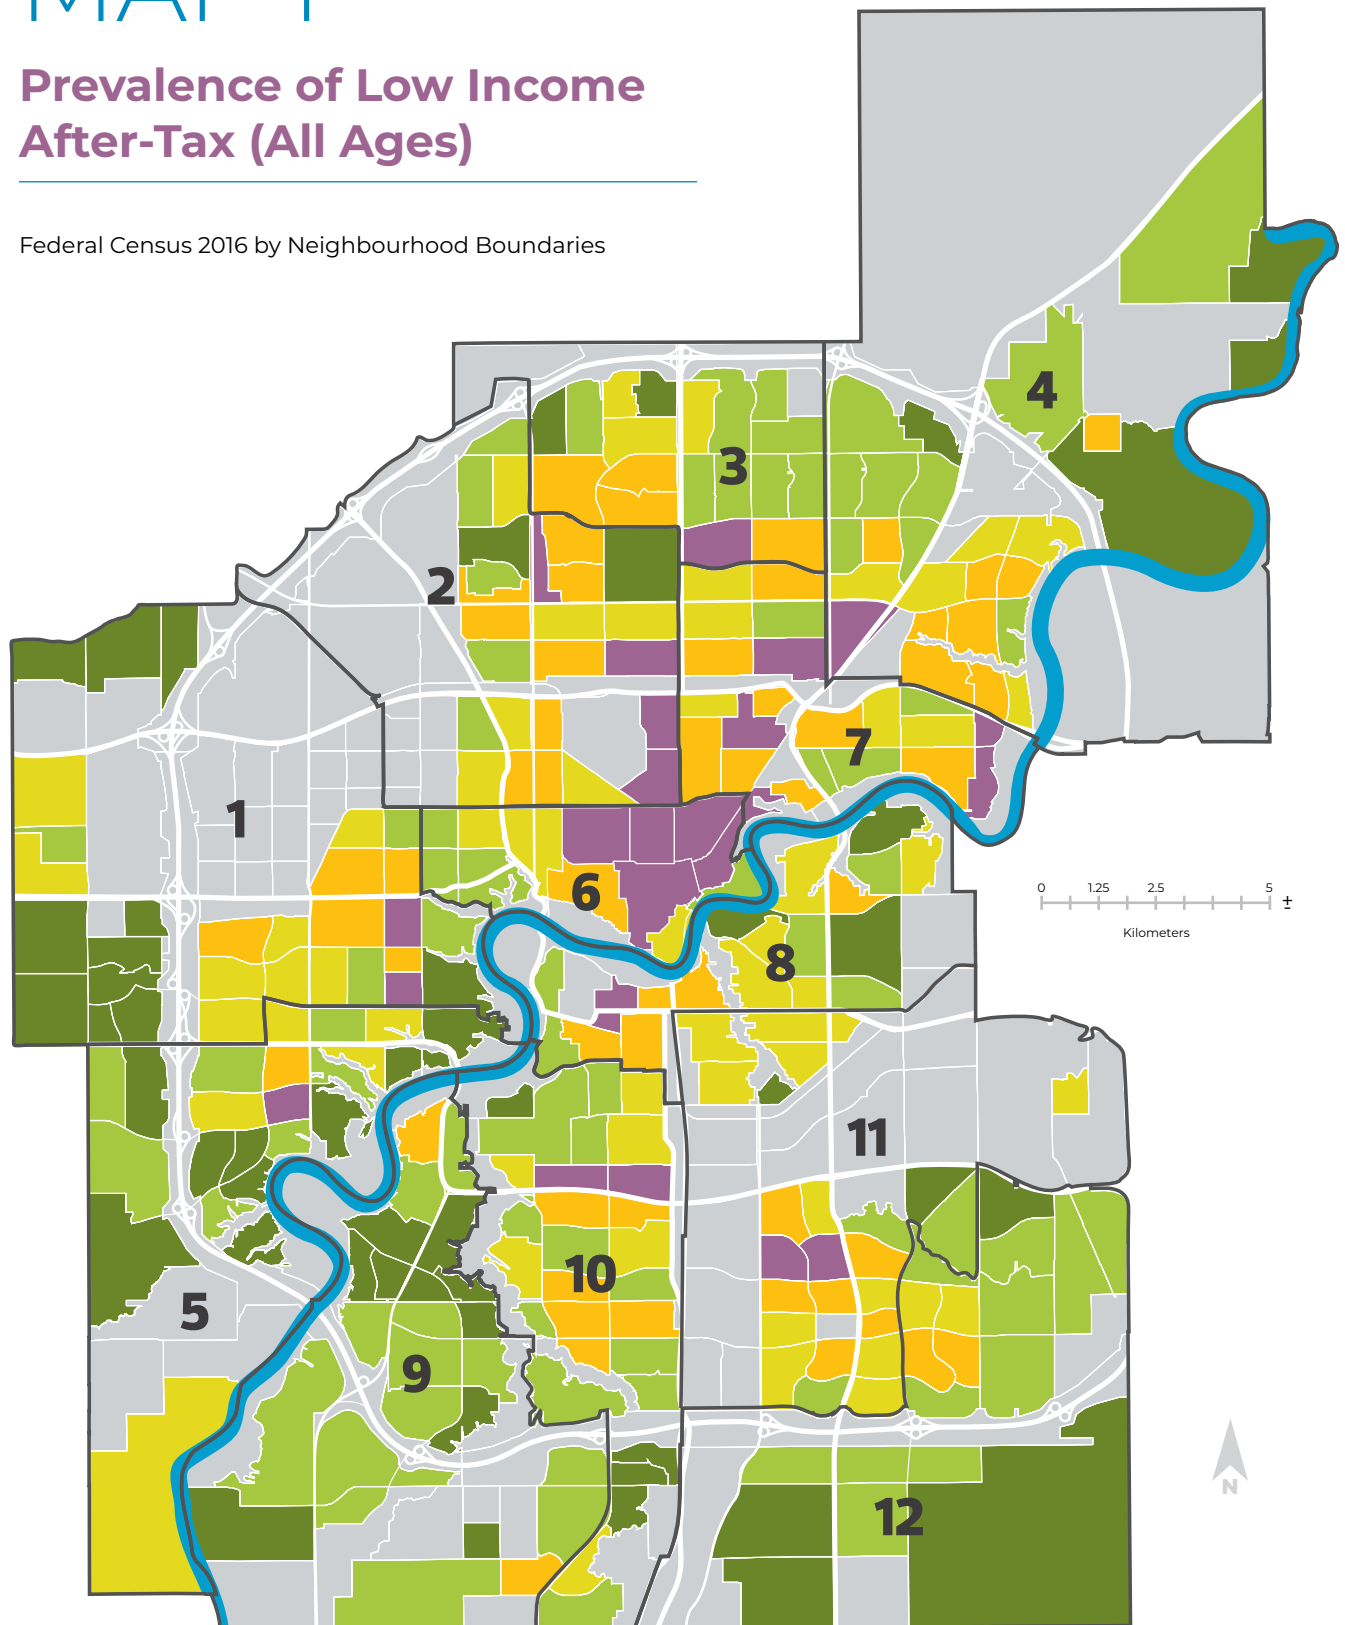 Prevalence of Low Income
After-Tax (All Ages)
Federal Census 2016 by Neighbourhood Boundaries
4
3
2
7
1
6
0 1.25 2.5 5
±
Kilometers
8
11
10
5
9
N
12